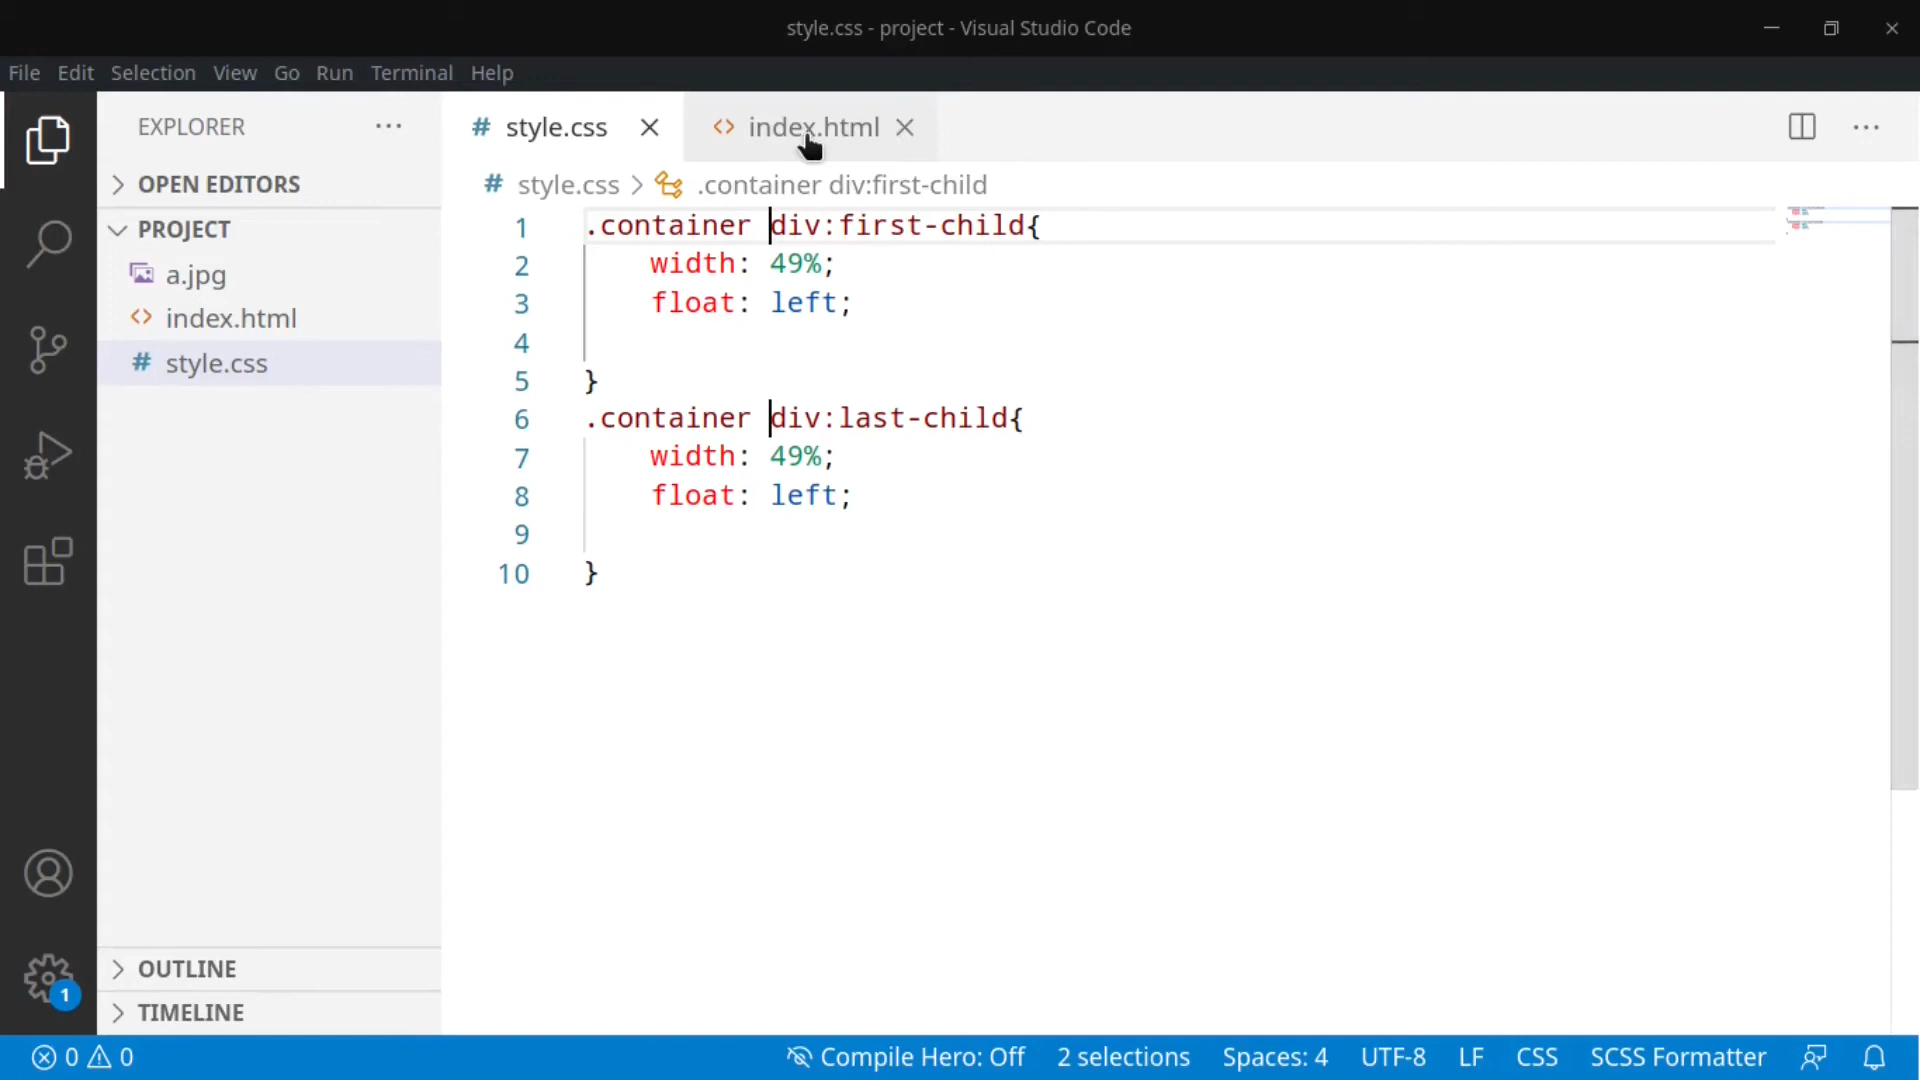 style.css - project - Visual Studio Code
File Edit Selection View Go Run Terminal Help
EXPLORER
OPEN EDITORS
PROJECT
a.jpg
index.html
# style.css
OUTLINE
TIMELINE
# style.css
<> index.html
# style.css > .container div:first-child
1 .container div:first-child{
2 width: 49%;
3 float: left;
4
5 }
6 .container div:last-child{
7 width: 49%;
8 float: left;
9
10 }
1
0 0
Compile Hero: Off 2 selections Spaces: 4 UTF-8 LF CSS SCSS Formatter